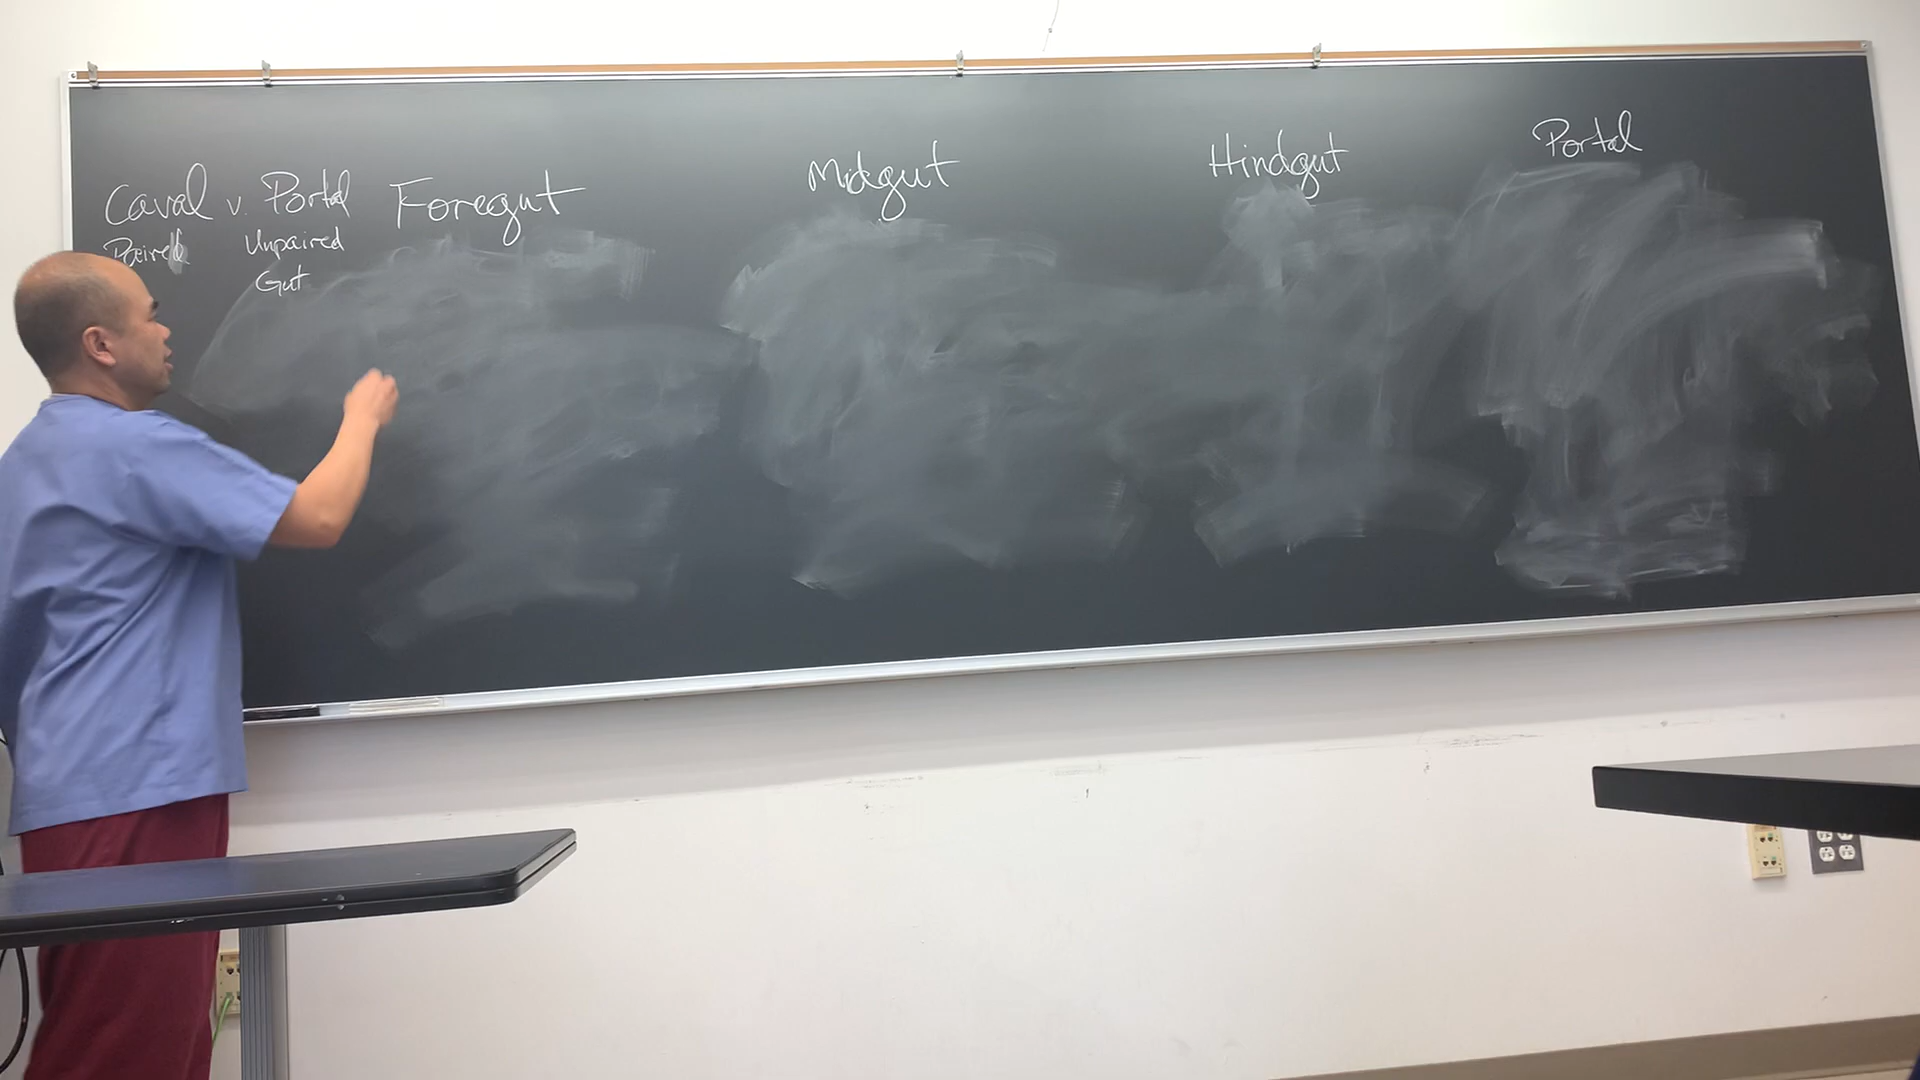 Caval v. Portal
Paired Unpaired
Gut
Foregut
Midgut
Hindgut
Portal